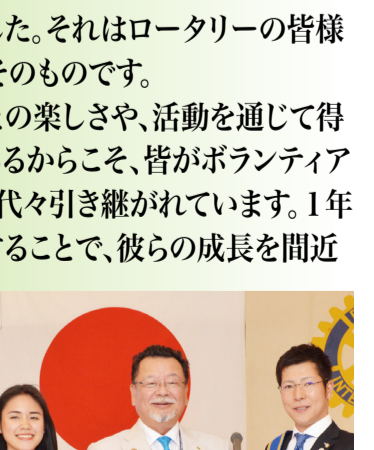 た。それはロータリーの皆様
そのものです。
の楽しさや、活動を通じて得
るからこそ、皆がボランティア
代々引き継がれています。1年
することで、彼らの成長を間近
INTE